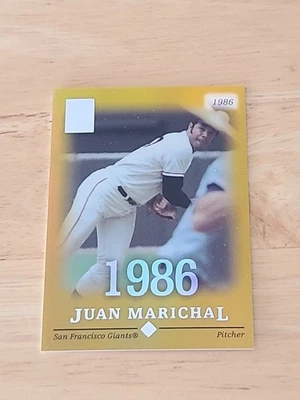 1986
1986
JUAN MARICHAL
San Francisco Giants® Pitcher